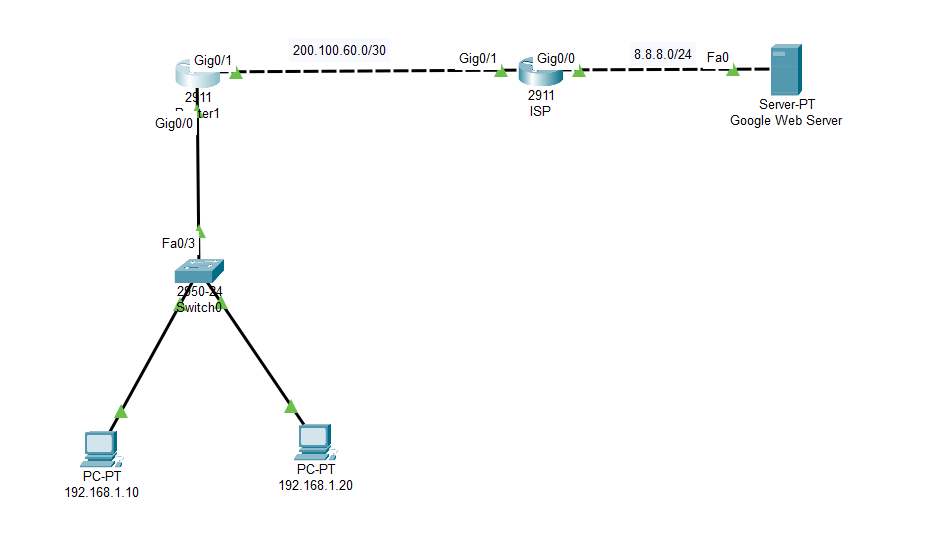 200.100.60.0/30
Gig0/1
Gig0/1
Gig0/0
8.8.8.0/24
Fa0
2911
2911
Server-PT
ISP
Google Web Server
Gig0/0
Fa0/3
2950-24
Switch0
PC-PT
192.168.1.10
PC-PT
192.168.1.20